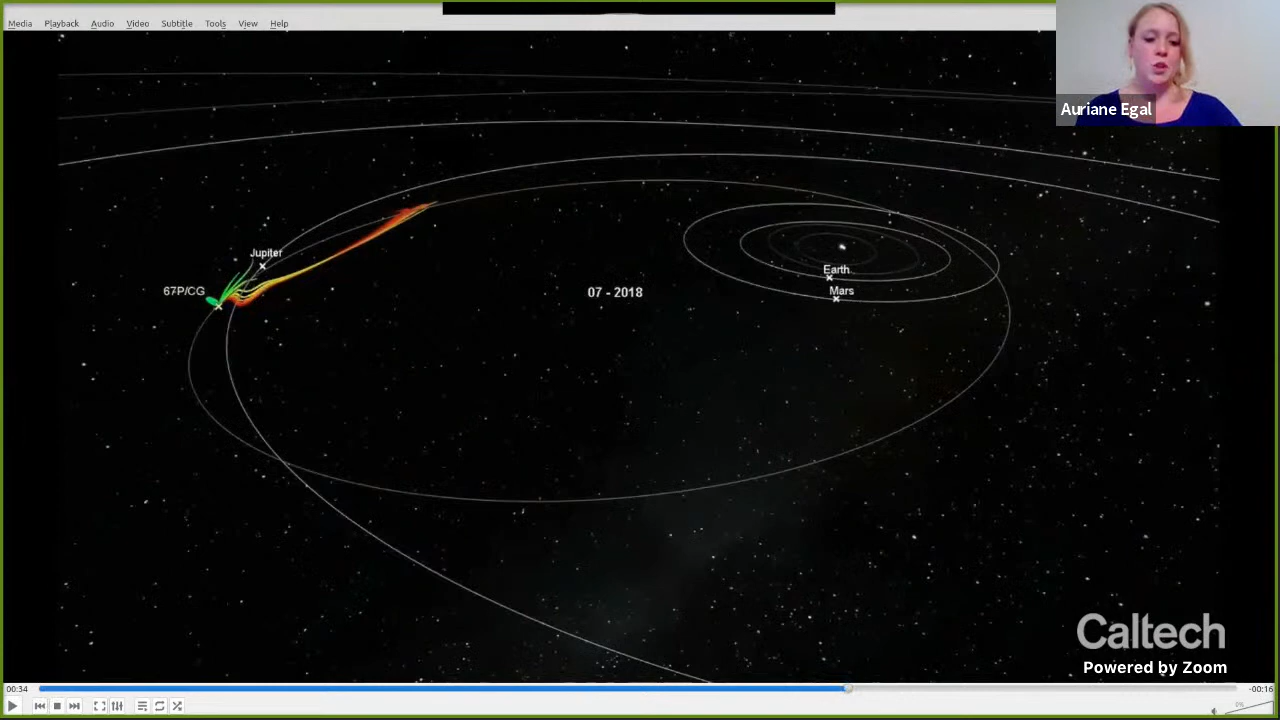 Media Playback Audio Video Subtitle Tools View Help
Auriane Egal
Jupiter
67P/CG
Earth
Mars
07 - 2018
Caltech
Powered by Zoom
00:34
-00:16
0%